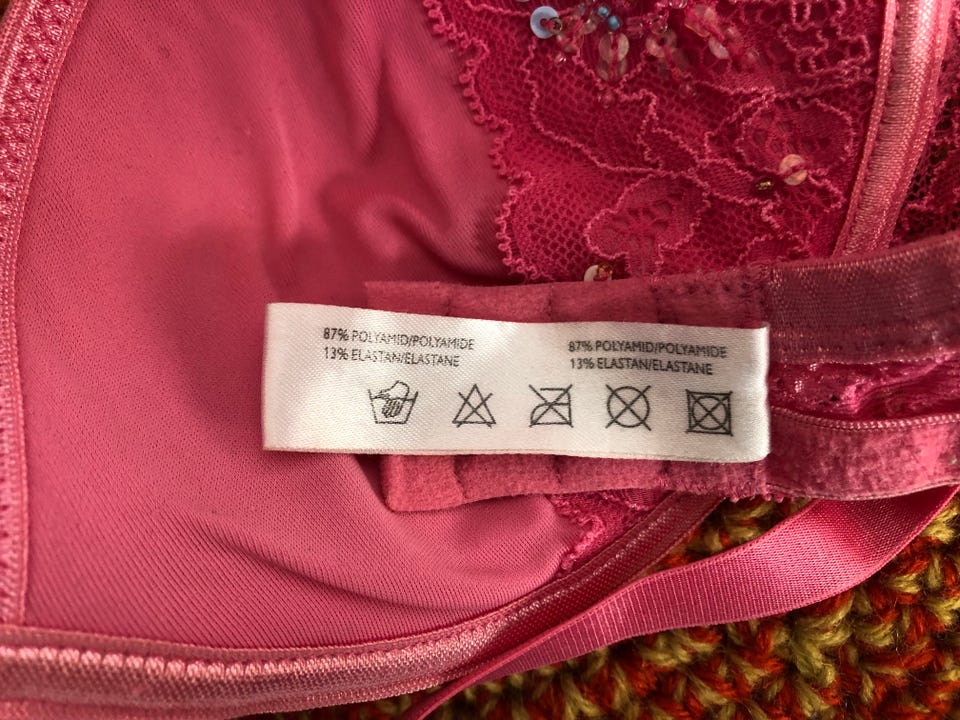 87% POLYAMID/POLYAMIDE
13% ELASTAN/ELASTANE
87% POLYAMID/POLYAMIDE
13% ELASTAN/ELASTANE